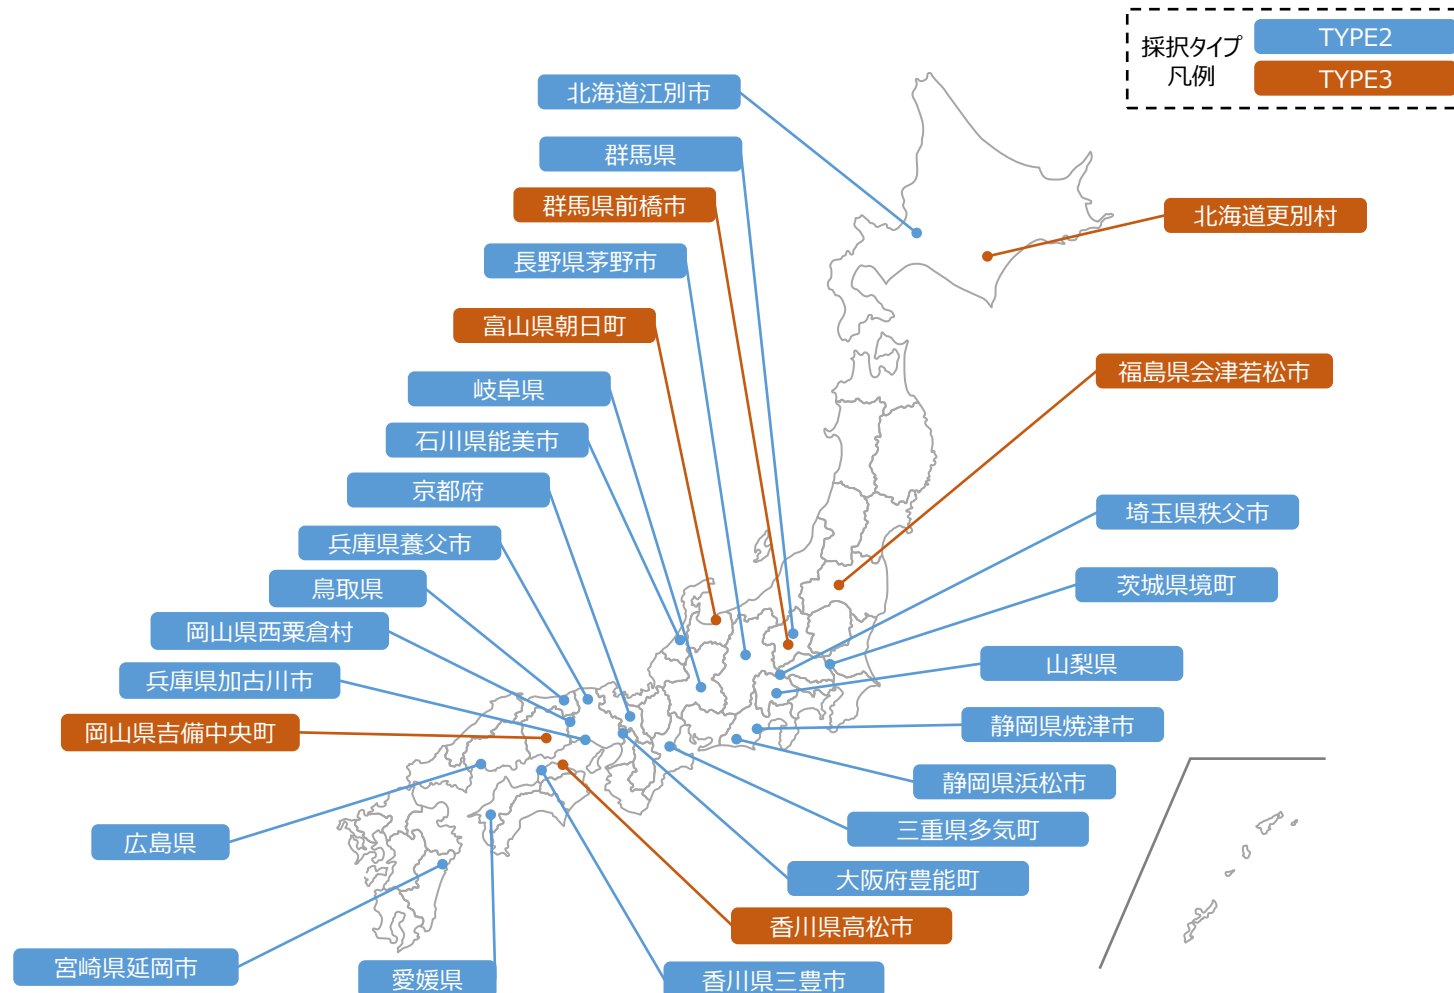 採択タイプ
凡例
TYPE2
TYPE3
北海道江別市
群馬県
群馬県前橋市
長野県茅野市
富山県朝日町
岐阜県
石川県能美市
京都府
兵庫県養父市
鳥取県
岡山県西粟倉村
兵庫県加古川市
岡山県吉備中央町
広島県
宮崎県延岡市
愛媛県
北海道更別村
福島県会津若松市
埼玉県秩父市
茨城県境町
山梨県
静岡県焼津市
静岡県浜松市
三重県多気町
大阪府豊能町
香川県高松市
香川県三豊市